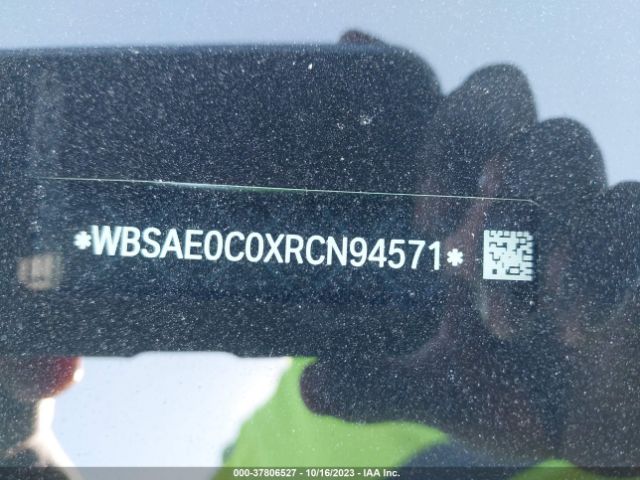 *WBSAE0C0XRCN94571*
000-37806527 - 10/16/2023 - IAA Inc.